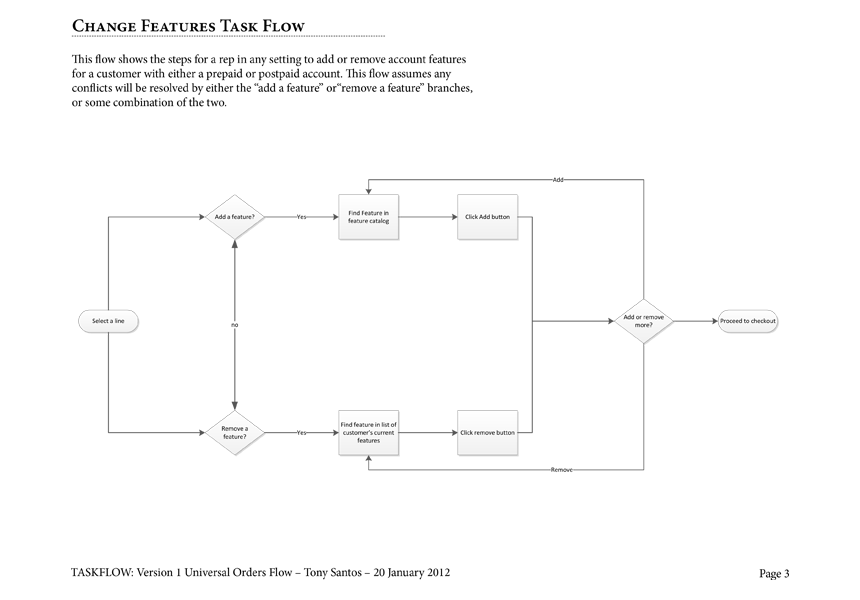 Change Features Task Flow
This flow shows the steps for a rep in any setting to add or remove account features
for a customer with either a prepaid or postpaid account. This flow assumes any
conflicts will be resolved by either the “add a feature” or“remove a feature” branches,
or some combination of the two.
Add
Add a feature?
Yes
Find Feature in
feature catalog
Click Add button
Select a line
no
Add or remove
more?
Proceed to checkout
Remove a
feature?
Yes
Find feature in list of
customer's current
features
Click remove button
Remove
TASKFLOW: Version 1 Universal Orders Flow – Tony Santos – 20 January 2012
Page 3